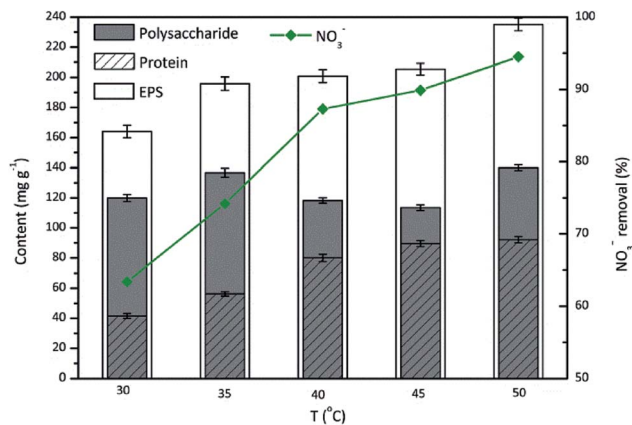 Polysaccharide
Protein
EPS
NO₃⁻
Content (mg g⁻¹)
240
220
200
180
160
140
120
100
80
60
40
20
0
100
90
80
70
60
50
NO₃⁻ removal (%)
30 35 40 45 50
T (°C)